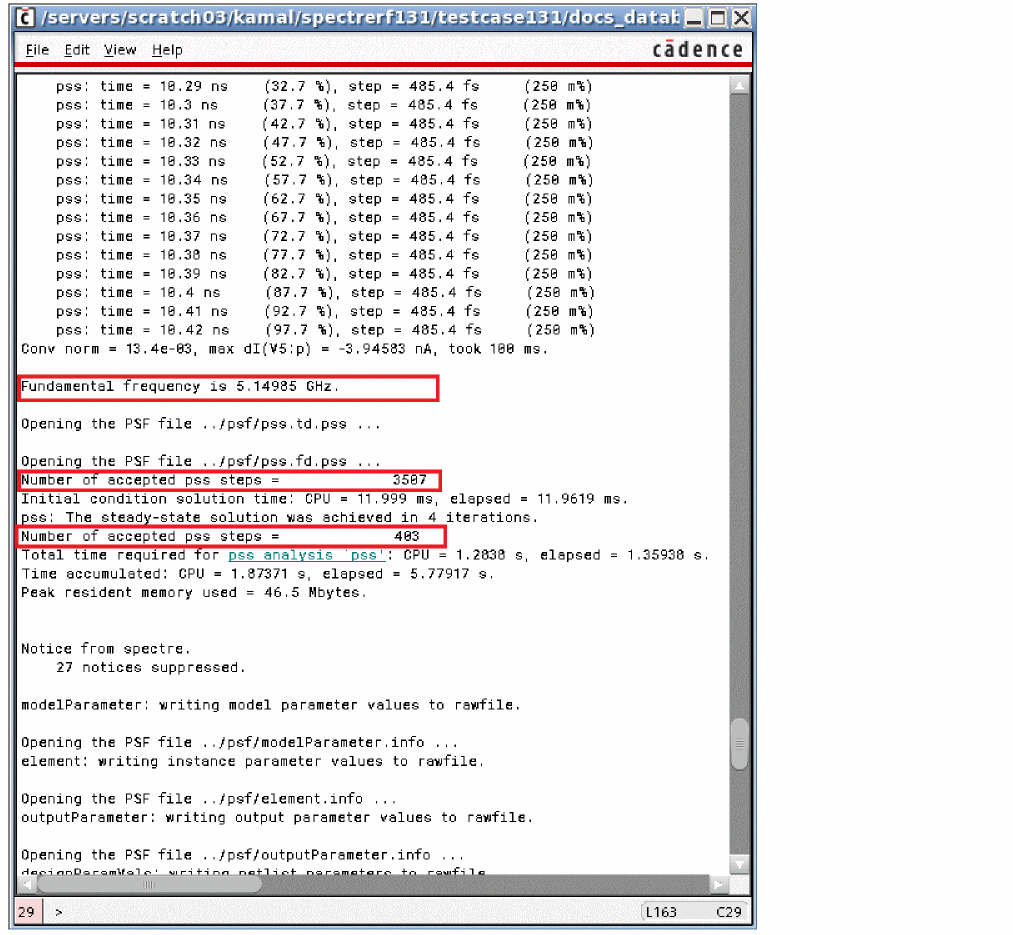 /servers/scratch03/kamal/spectrerf131/testcase131/docs_datab
File Edit View Help cādence
pss: time = 10.29 ns (32.7 %), step = 485.4 fs (250 m%)
pss: time = 10.3 ns (37.7 %), step = 485.4 fs (250 m%)
pss: time = 10.31 ns (42.7 %), step = 485.4 fs (250 m%)
pss: time = 10.32 ns (47.7 %), step = 485.4 fs (250 m%)
pss: time = 10.33 ns (52.7 %), step = 485.4 fs (250 m%)
pss: time = 10.34 ns (57.7 %), step = 485.4 fs (250 m%)
pss: time = 10.35 ns (62.7 %), step = 485.4 fs (250 m%)
pss: time = 10.36 ns (67.7 %), step = 485.4 fs (250 m%)
pss: time = 10.37 ns (72.7 %), step = 485.4 fs (250 m%)
pss: time = 10.38 ns (77.7 %), step = 485.4 fs (250 m%)
pss: time = 10.39 ns (82.7 %), step = 485.4 fs (250 m%)
pss: time = 10.4 ns (87.7 %), step = 485.4 fs (250 m%)
pss: time = 10.41 ns (92.7 %), step = 485.4 fs (250 m%)
pss: time = 10.42 ns (97.7 %), step = 485.4 fs (250 m%)
Conv norm = 13.4e-03, max dI(V5:p) = -3.94583 nA, took 100 ms.
Fundamental frequency is 5.14985 GHz.
Opening the PSF file ../psf/pss.td.pss ...
Opening the PSF file ../psf/pss.fd.pss ...
Number of accepted pss steps = 3507
Initial condition solution time: CPU = 11.999 ms, elapsed = 11.9619 ms.
pss: The steady-state solution was achieved in 4 iterations.
Number of accepted pss steps = 403
Total time required for pss analysis `pss': CPU = 1.2838 s, elapsed = 1.35938 s.
Time accumulated: CPU = 1.87371 s, elapsed = 5.77917 s.
Peak resident memory used = 46.5 Mbytes.
Notice from spectre.
27 notices suppressed.
modelParameter: writing model parameter values to rawfile.
Opening the PSF file ../psf/modelParameter.info ...
element: writing instance parameter values to rawfile.
Opening the PSF file ../psf/element.info ...
outputParameter: writing output parameter values to rawfile.
Opening the PSF file ../psf/outputParameter.info ...
designParamVals: writing netlist parameters to rawfile.
29 > L163 C29